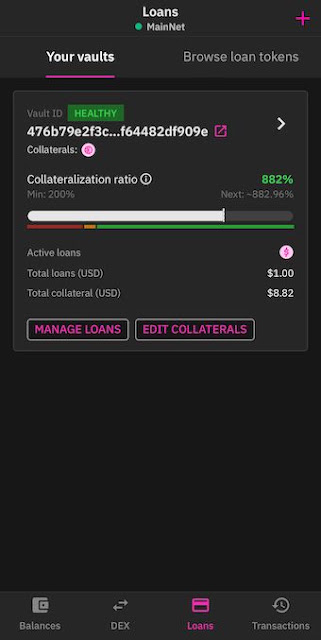 Loans
MainNet
+
Your vaults Browse loan tokens
Vault ID HEALTHY
476b79e2f3c...f64482df909e
Collaterals:
Collateralization ratio 882%
Min: 200% Next: ~882.96%
Active loans
Total loans (USD) $1.00
Total collateral (USD) $8.82
MANAGE LOANS EDIT COLLATERALS
Balances DEX Loans Transactions